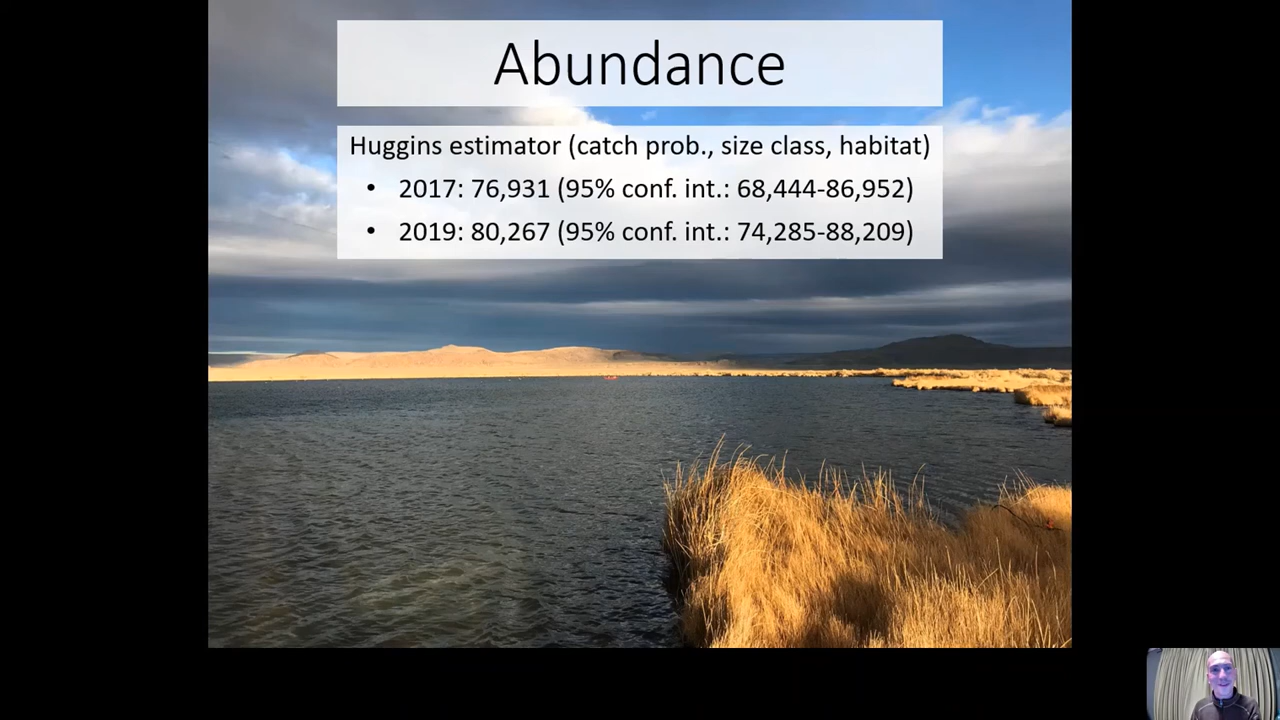 Abundance
Huggins estimator (catch prob., size class, habitat)
• 2017: 76,931 (95% conf. int.: 68,444-86,952)
• 2019: 80,267 (95% conf. int.: 74,285-88,209)